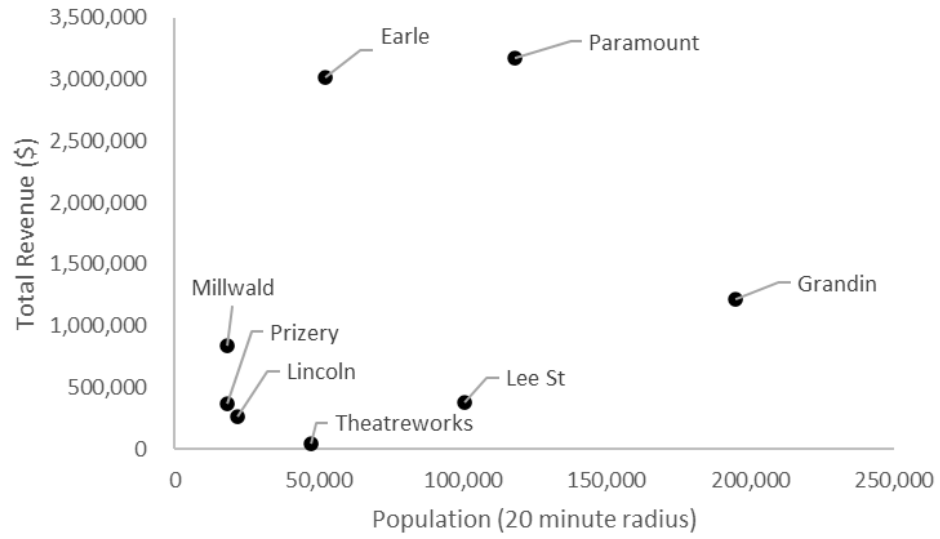 3,500,000
3,000,000
2,500,000
2,000,000
1,500,000
1,000,000
500,000
0
Total Revenue ($)
Earle
Paramount
Millwald
Prizery
Lincoln
Theatreworks
Lee St
Grandin
0
50,000
100,000
150,000
200,000
250,000
Population (20 minute radius)